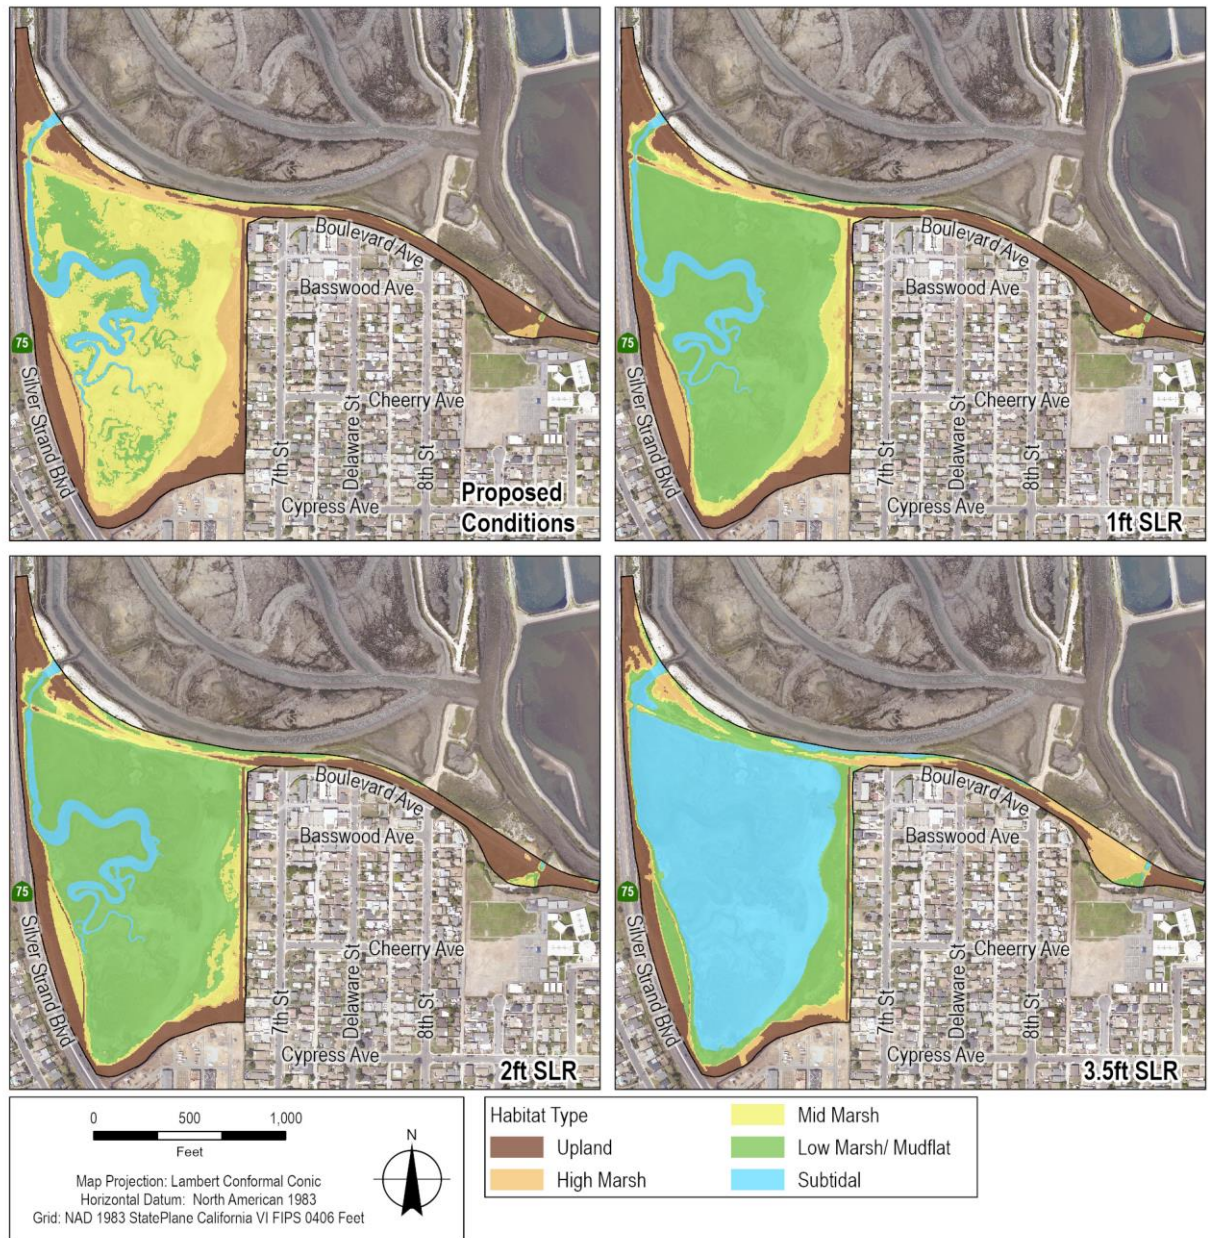 Boulevard Ave
Basswood Ave
75
Silver Strand Blvd
Cheerry Ave
7th St
Delaware St
8th St
Cypress Ave
Proposed
Conditions
Boulevard Ave
Basswood Ave
75
Silver Strand Blvd
Cheerry Ave
7th St
Delaware St
8th St
Cypress Ave
1ft SLR
Boulevard Ave
Basswood Ave
75
Silver Strand Blvd
Cheerry Ave
7th St
Delaware St
8th St
Cypress Ave
2ft SLR
Boulevard Ave
Basswood Ave
75
Silver Strand Blvd
Cheerry Ave
7th St
Delaware St
8th St
Cypress Ave
3.5ft SLR
0 500 1,000
Feet
N
Map Projection: Lambert Conformal Conic
Horizontal Datum: North American 1983
Grid: NAD 1983 StatePlane California VI FIPS 0406 Feet
Habitat Type
Upland
High Marsh
Mid Marsh
Low Marsh/ Mudflat
Subtidal